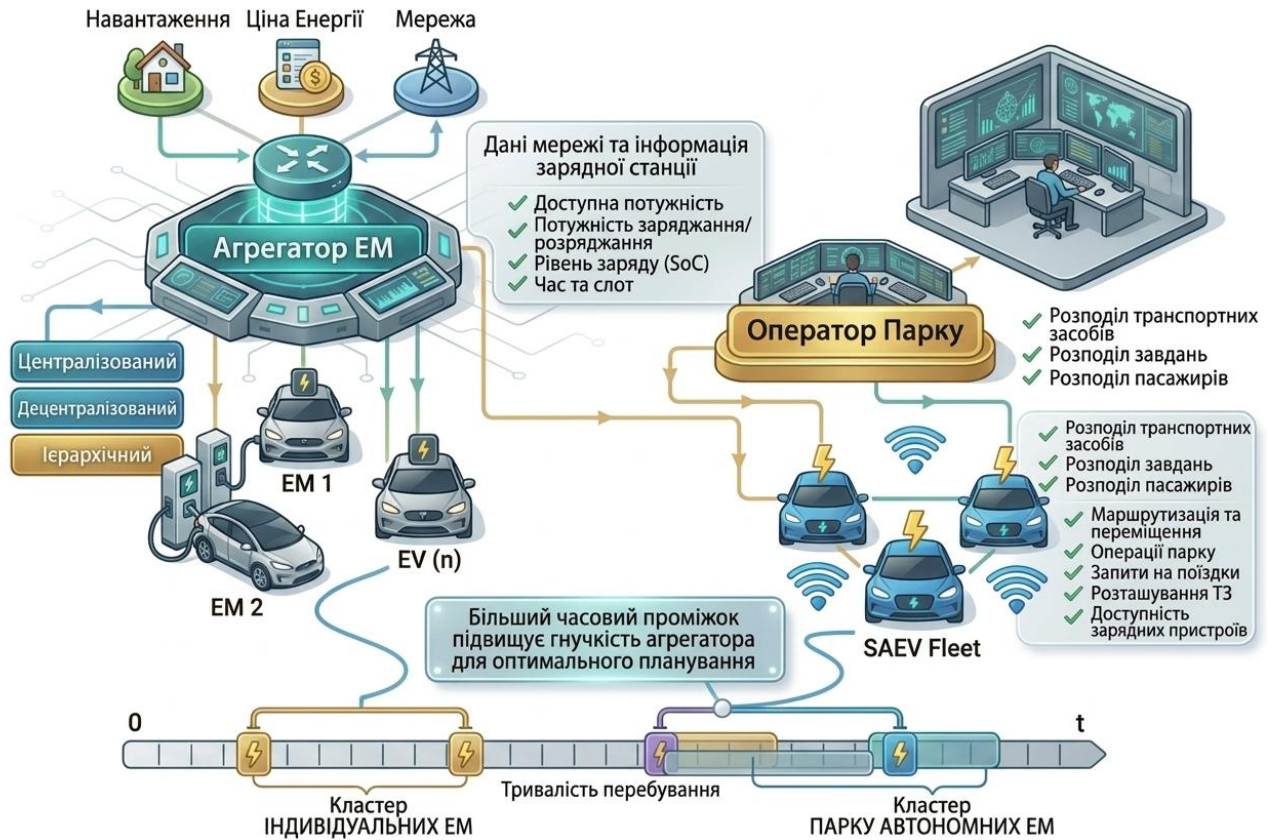 Навантаження
Ціна Енергії
Мережа
Дані мережі та інформація
зарядної станції
Доступна потужність
Потужність заряджання/
розряджання
Рівень заряду (SoC)
Час та слот
Агрегатор ЕМ
Централізований
Децентралізований
Ієрархічний
ЕМ 1
ЕМ 2
EV (n)
Оператор Парку
Розподіл транспортних
засобів
Розподіл завдань
Розподіл пасажирів
Розподіл транспортних
засобів
Розподіл завдань
Розподіл пасажирів
Маршрутизація та
переміщення
Операції парку
Запити на поїздки
Розташування ТЗ
Доступність
зарядних пристроїв
SAEV Fleet
Більший часовий проміжок
підвищує гнучкість агрегатора
для оптимального планування
0
t
Кластер
ІНДИВІДУАЛЬНИХ ЕМ
Тривалість перебування
Кластер
ПАРКУ АВТОНОМНИХ ЕМ